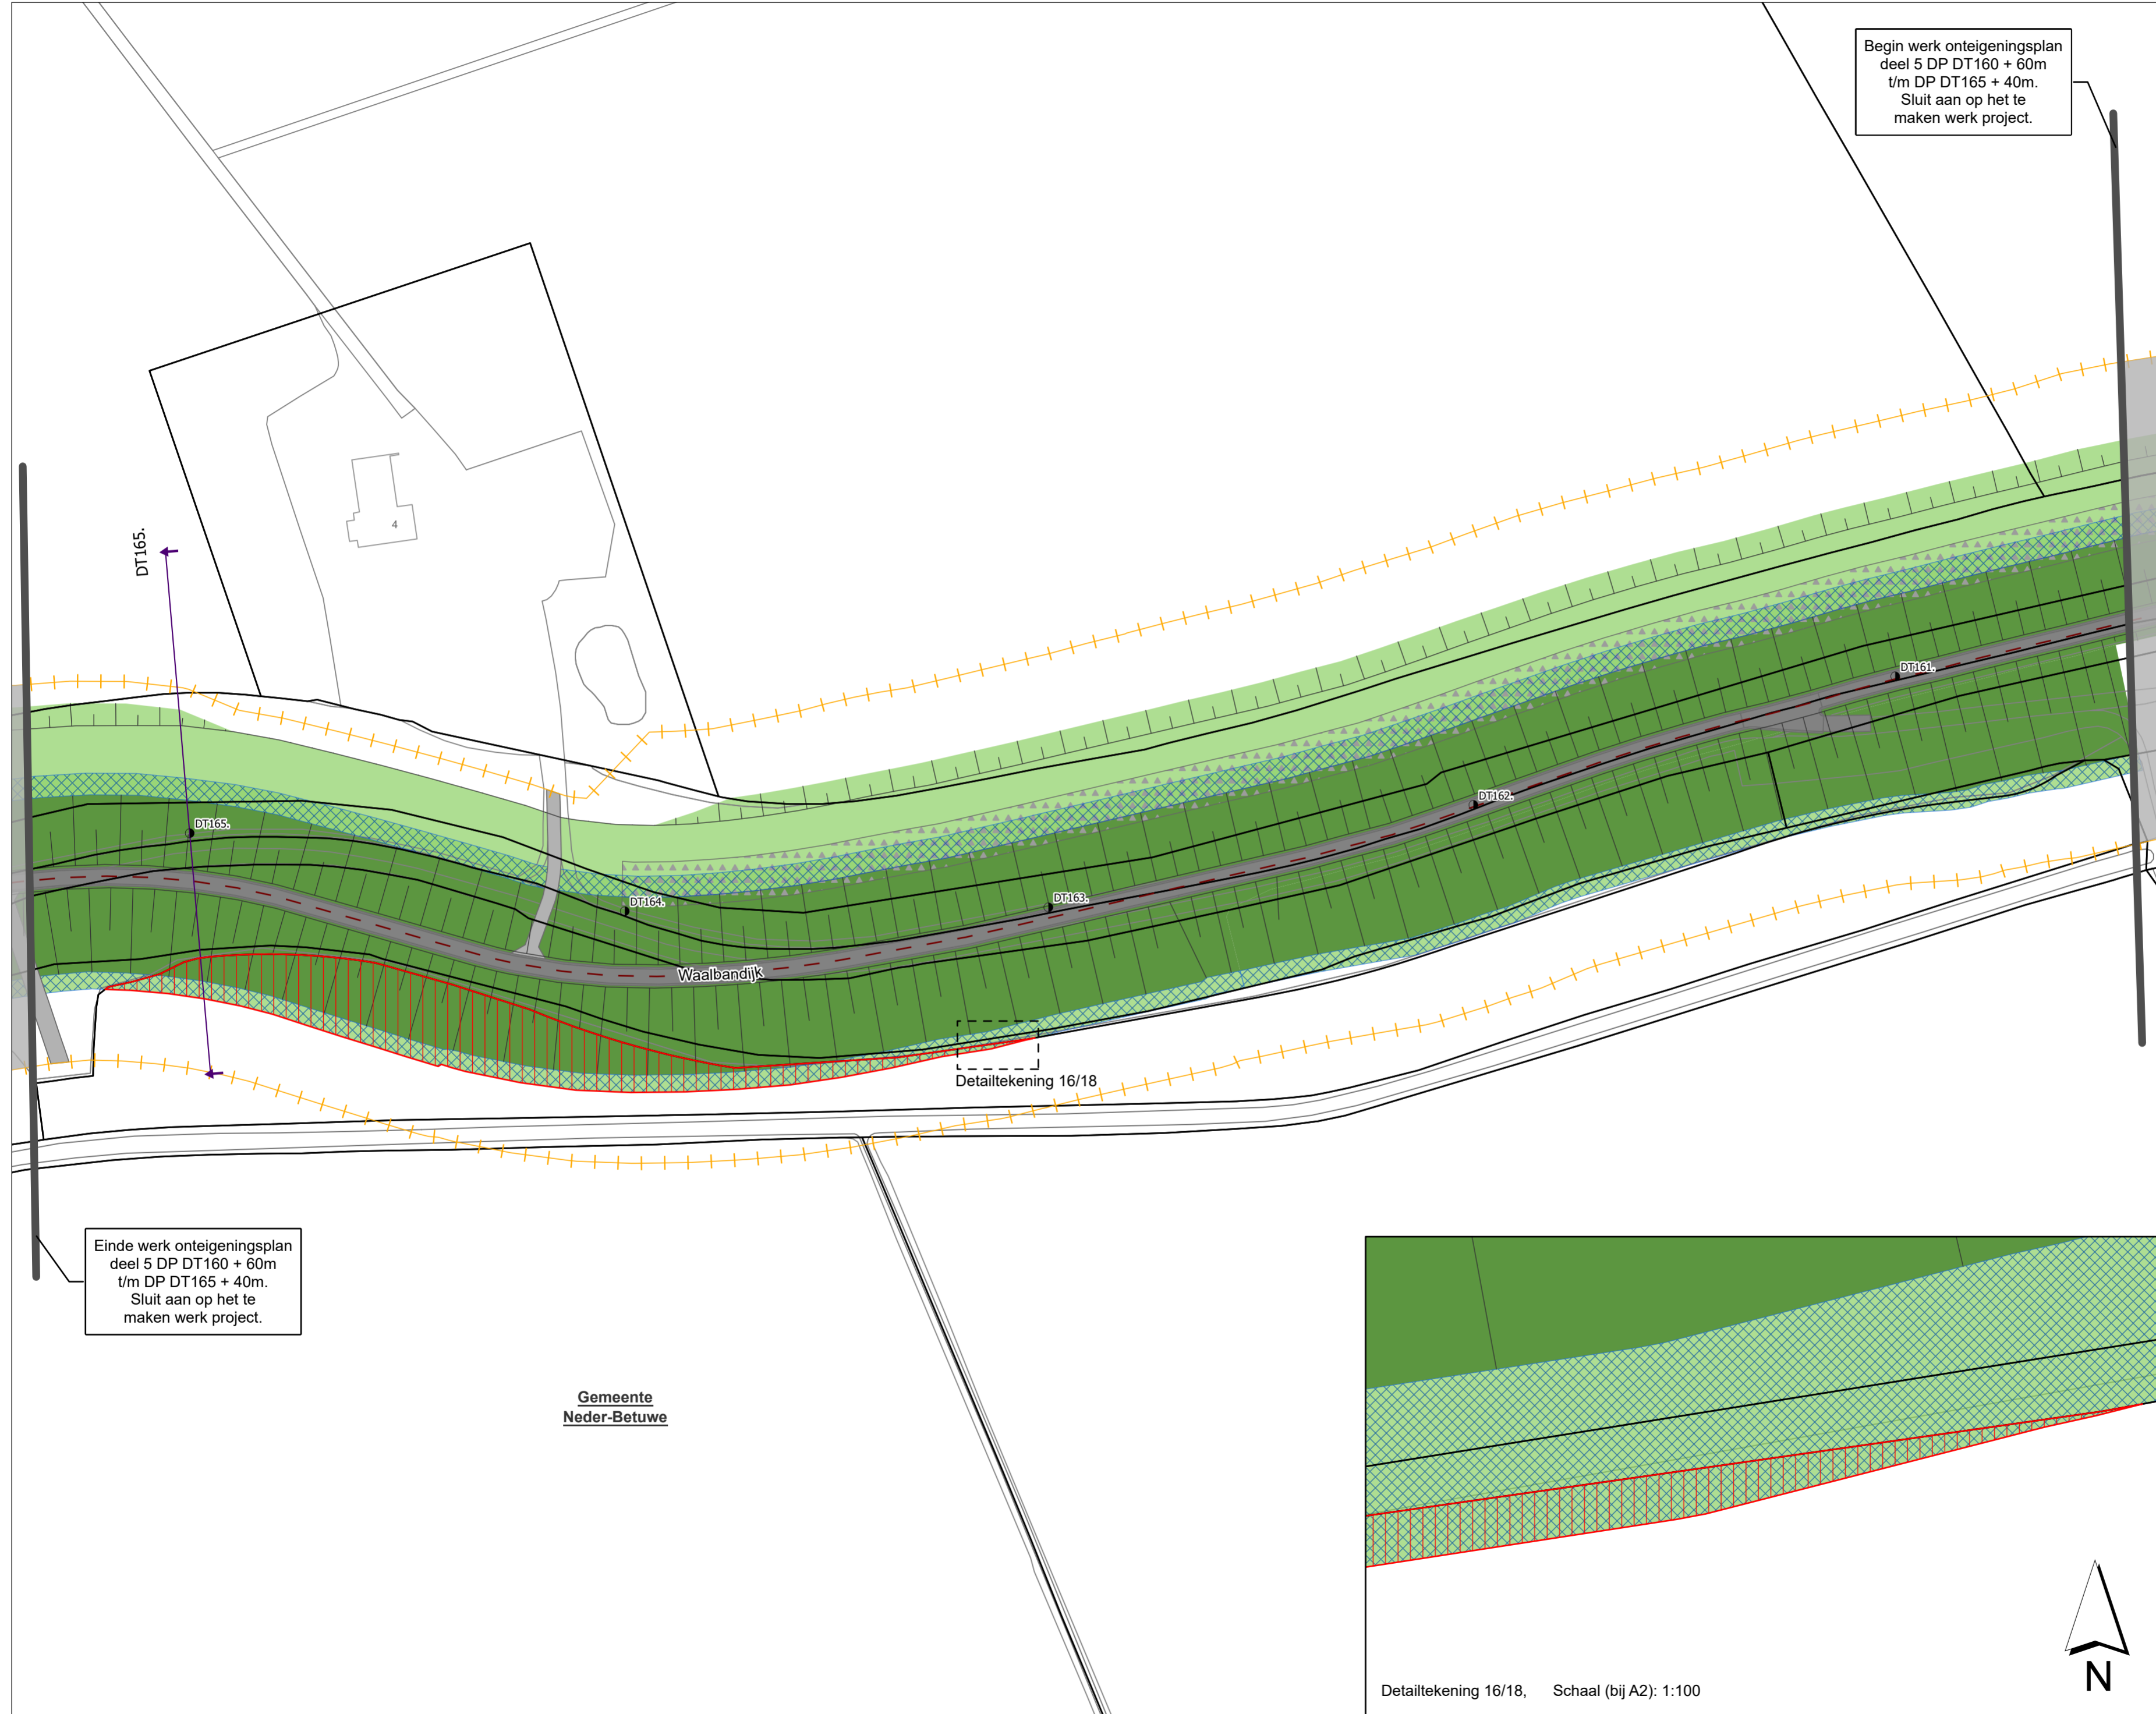 Begin werk onteigeningsplan
deel 5 DP DT160 + 60m
t/m DP DT165 + 40m.
Sluit aan op het te
maken werk project.
4
DT165.
DT161.
DT162.
DT165.
DT163.
DT164.
Waalbandijk
Detailtekening 16/18
Einde werk onteigeningsplan
deel 5 DP DT160 + 60m
t/m DP DT165 + 40m.
Sluit aan op het te
maken werk project.
Gemeente
Neder-Betuwe
N
Detailtekening 16/18, Schaal (bij A2): 1:100